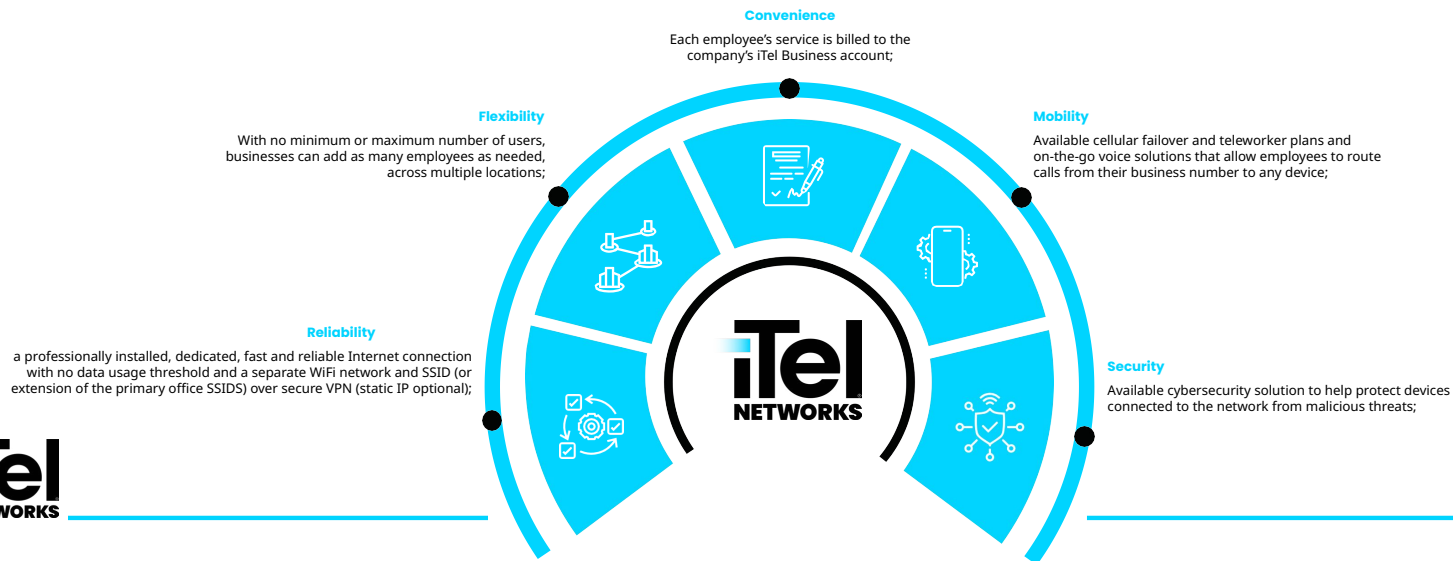 Convenience
Each employee's service is billed to the
company's iTel Business account;
Flexibility
With no minimum or maximum number of users,
businesses can add as many employees as needed,
across multiple locations;
Mobility
Available cellular failover and teleworker plans and
on-the-go voice solutions that allow employees to route
calls from their business number to any device;
Reliability
a professionally installed, dedicated, fast and reliable Internet connection
with no data usage threshold and a separate WiFi network and SSID (or
extension of the primary office SSIDS) over secure VPN (static IP optional);
Security
Available cybersecurity solution to help protect devices
connected to the network from malicious threats;
iTel
NETWORKS
Tel
WORKS